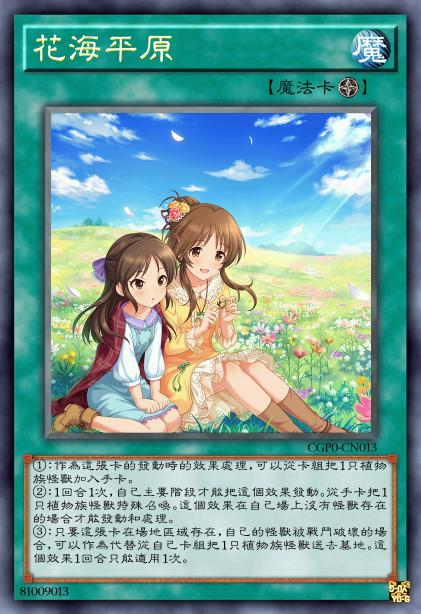 花海平原
魔
【魔法卡】
CGP0-CN013
①:作為這張卡的發動時的效果處理,可以從卡組把1只植物
族怪獸加入手卡。
②:1回合1次,自己主要階段才能把這個效果發動。從手卡把1
只植物族怪獸特殊召喚。這個效果在自己場上沒有怪獸存在
的場合才能發動和處理。
③:只要這張卡在場地區域存在,自己的怪獸被戰鬥破壞的場
合,可以作為代替從自己卡組把1只植物族怪獸送去墓地。這
個效果1回合只能適用1次。
81009013